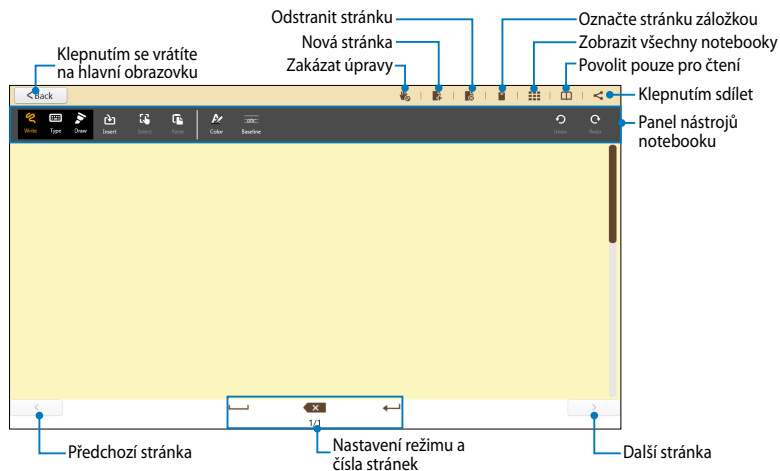 Odstranit stránku
Označte stránku záložkou
Nová stránka
Zobrazit všechny notebooky
Klepnutím se vrátíte
na hlavní obrazovku
Zakázat úpravy
Povolit pouze pro čtení
<Back
Klepnutím sdílet
Panel nástrojů
notebooku
Write
Type
Draw
Insert
Select
Paste
Color
abc
Baseline
Undo
Redo
1/1
Předchozí stránka
Nastavení režimu a
čísla stránek
Další stránka